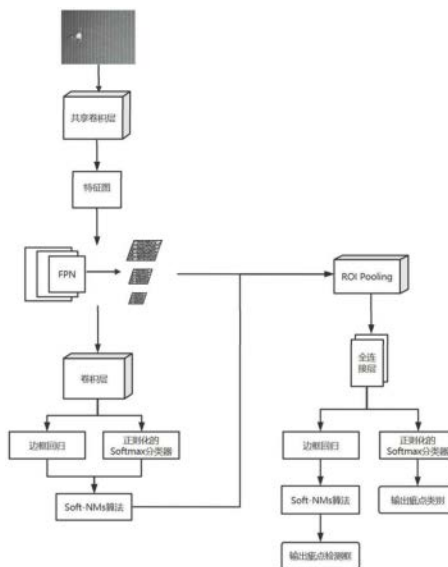 共享卷积层
特征图
FPN
ROI Pooling
卷积层
全连
接层
边框回归
正则化的
Softmax分类器
Soft-NMs算法
边框回归
正则化的
Softmax分类器
Soft-NMs算法
输出疵点类别
输出疵点检测框